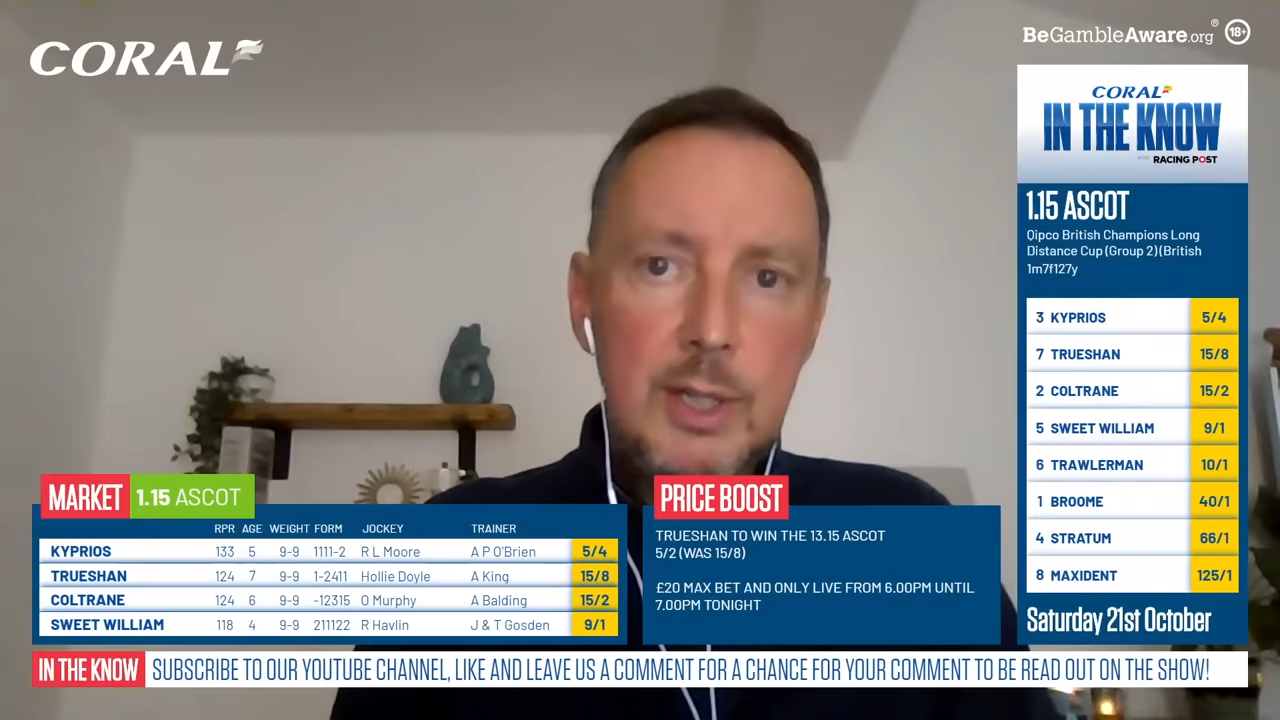 CORAL
BeGambleAware.org® 18+
CORAL
IN THE KNOW
WITH RACING POST
1.15 ASCOT
Qipco British Champions Long
Distance Cup (Group 2)(British
1m7f127y
3 KYPRIOS 5/4
7 TRUESHAN 15/8
2 COLTRANE 15/2
5 SWEET WILLIAM 9/1
6 TRAWLERMAN 10/1
1 BROOME 40/1
4 STRATUM 66/1
8 MAXIDENT 125/1
Saturday 21st October
MARKET 1.15 ASCOT
RPR AGE WEIGHT FORM JOCKEY TRAINER
KYPRIOS 133 5 9-9 1111-2 R L Moore A P O'Brien 5/4
TRUESHAN 124 7 9-9 1-2411 Hollie Doyle A King 15/8
COLTRANE 124 6 9-9 -12315 O Murphy A Balding 15/2
SWEET WILLIAM 118 4 9-9 211122 R Havlin J & T Gosden 9/1
PRICE BOOST
TRUESHAN TO WIN THE 13.15 ASCOT
5/2 (WAS 15/8)
£20 MAX BET AND ONLY LIVE FROM 6.00PM UNTIL
7.00PM TONIGHT
IN THE KNOW SUBSCRIBE TO OUR YOUTUBE CHANNEL, LIKE AND LEAVE US A COMMENT FOR A CHANCE FOR YOUR COMMENT TO BE READ OUT ON THE SHOW!